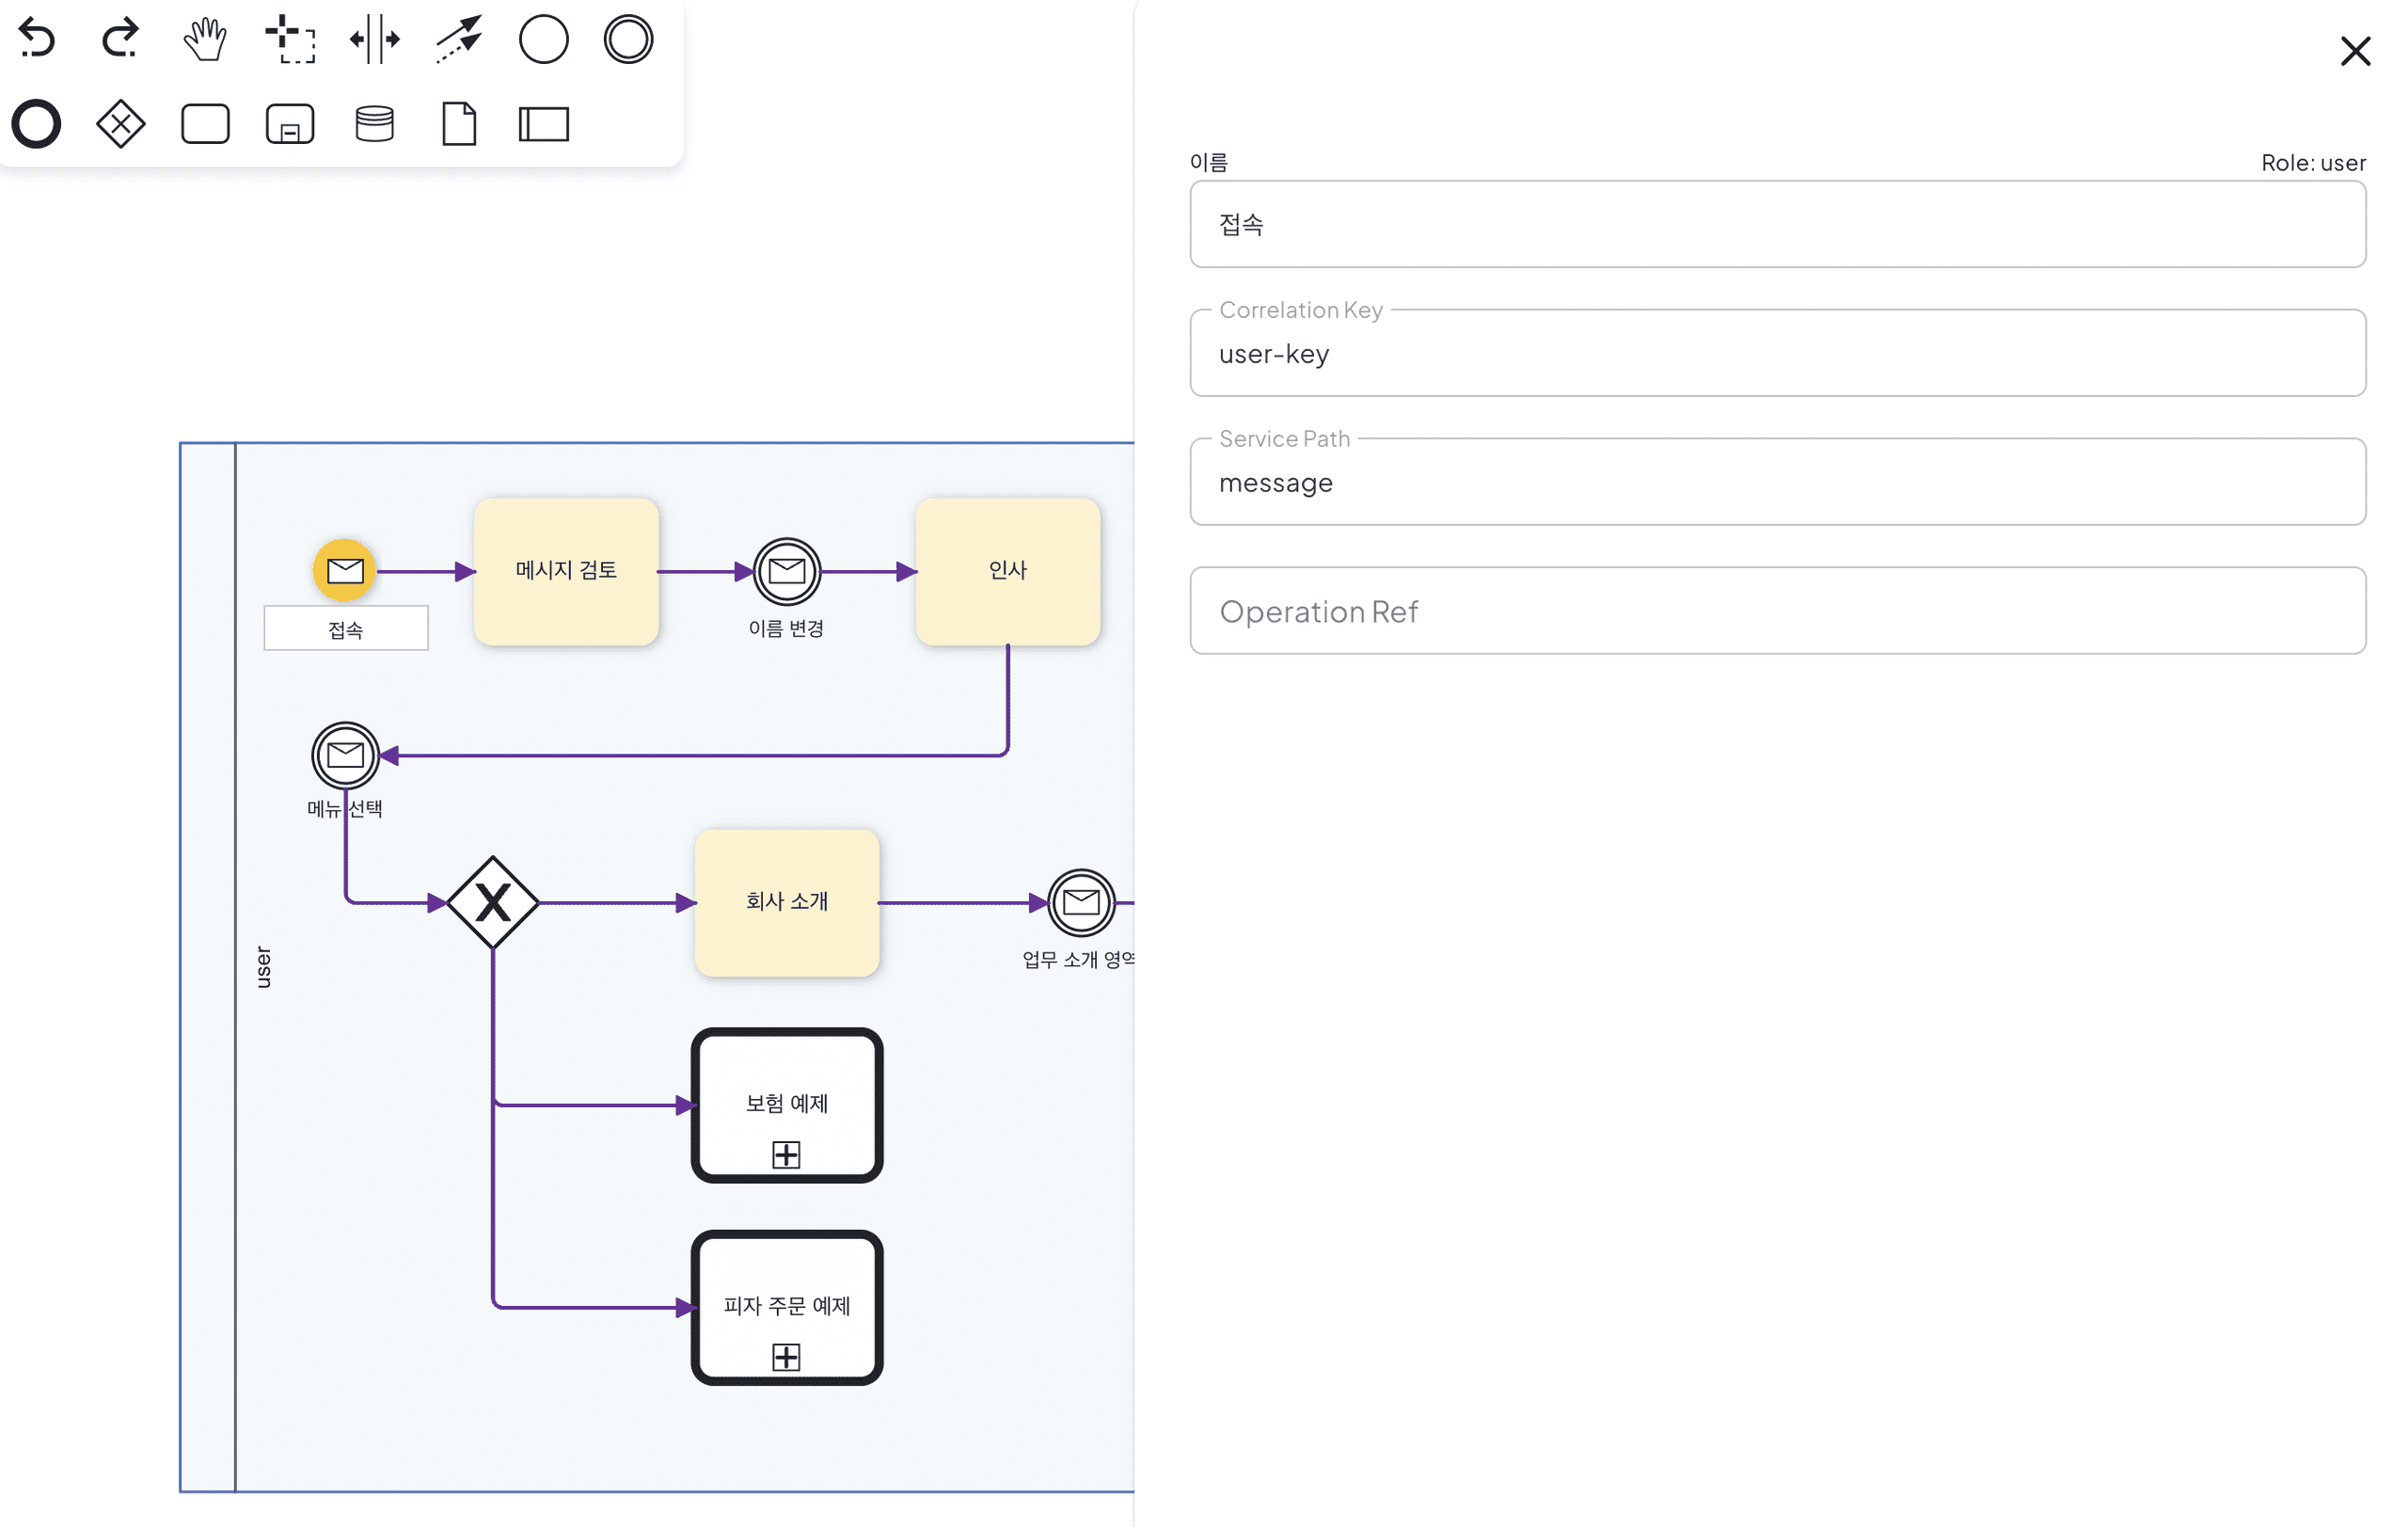 이름
Role: user
접속
Correlation Key
user-key
Service Path
message
Operation Ref
메시지 검토
인사
접속
이름 변경
메뉴 선택
X
회사 소개
업무 소개 영역
user
보험 예제
피자 주문 예제